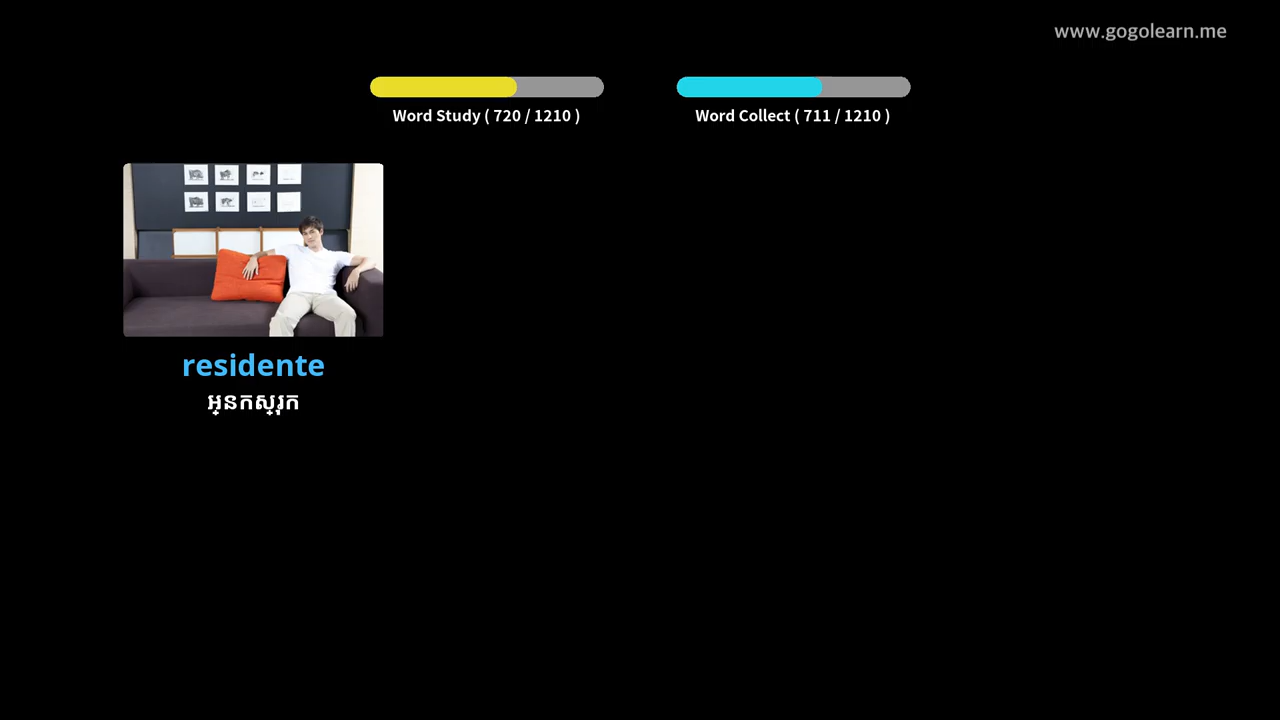 www.gogolearn.me
Word Study ( 720 / 1210 )
Word Collect ( 711 / 1210 )
residente
អ្នកស្រុក